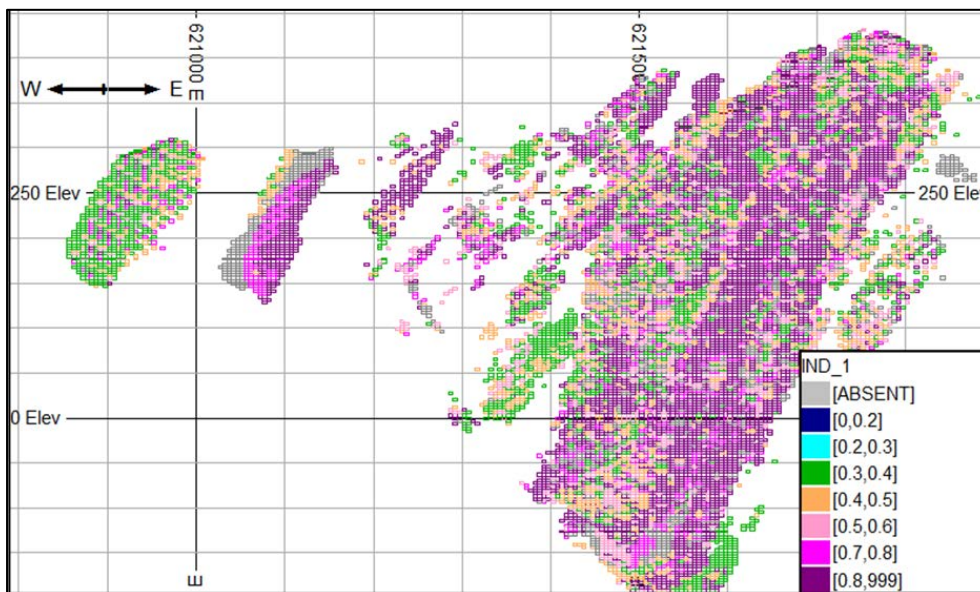 621000 E
621500
W E
250 Elev
250 Ele
0 Elev
E
IND_1
[ABSENT]
[0,0.2]
[0.2,0.3]
[0.3,0.4]
[0.4,0.5]
[0.5,0.6]
[0.7,0.8]
[0.8,999]